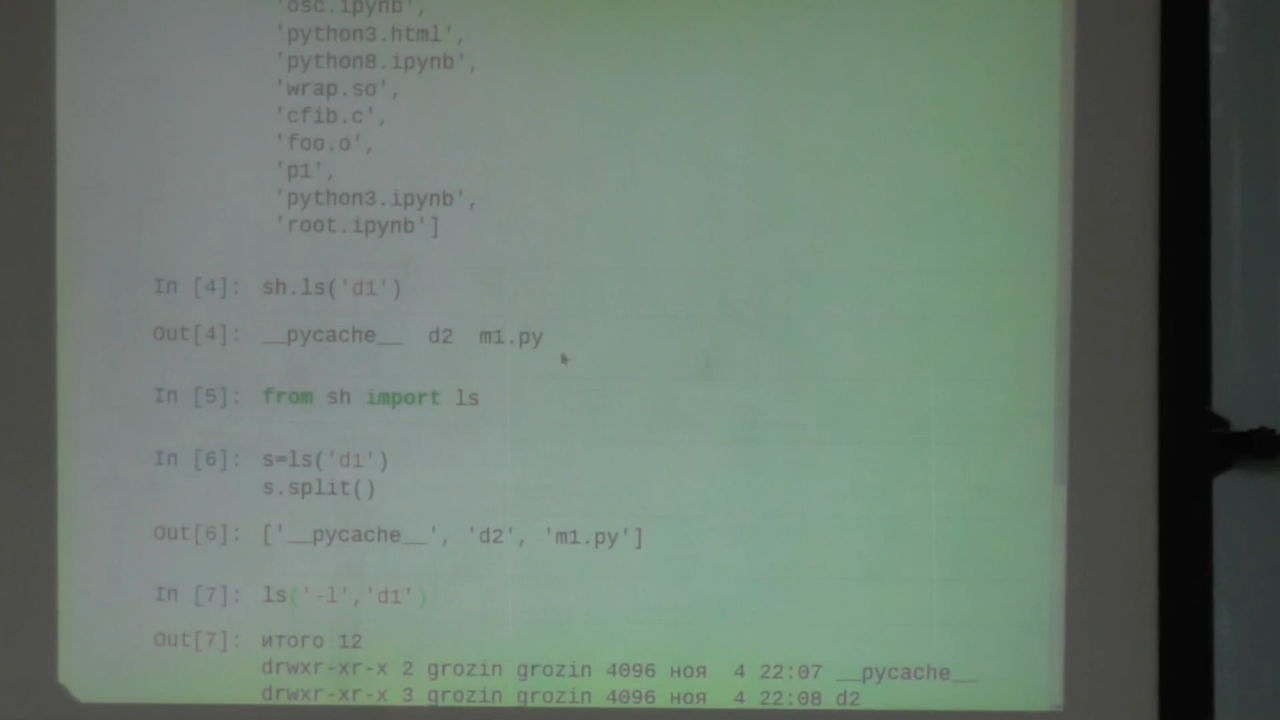 'osc.ipynb',
'python3.html',
'python8.ipynb',
'wrap.so',
'cfib.c',
'foo.o',
'p1',
'python3.ipynb',
'root.ipynb']
In [4]: sh.ls('d1')
Out[4]: __pycache__  d2  m1.py
In [5]: from sh import ls
In [6]: s=ls('d1')
s.split()
Out[6]: ['__pycache__', 'd2', 'm1.py']
In [7]: ls('-l','d1')
Out[7]: итого 12
drwxr-xr-x 2 grozin grozin 4096 ноя  4 22:07 __pycache__
drwxr-xr-x 3 grozin grozin 4096 ноя  4 22:08 d2